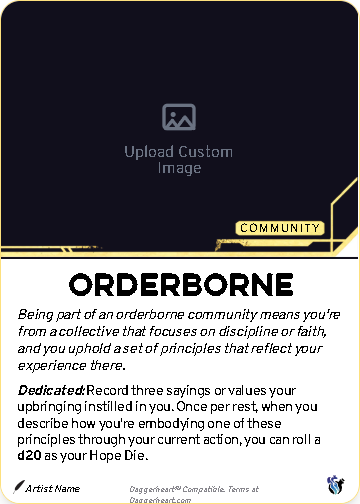 Upload Custom
Image
COMMUNITY
ORDERBORNE
Being part of an orderborne community means you're
from a collective that focuses on discipline or faith,
and you uphold a set of principles that reflect your
experience there.
Dedicated: Record three sayings or values your
upbringing instilled in you. Once per rest, when you
describe how you're embodying one of these
principles through your current action, you can roll a
d20 as your Hope Die.
Artist Name
Daggerheart™ Compatible. Terms at
Daggerheart.com